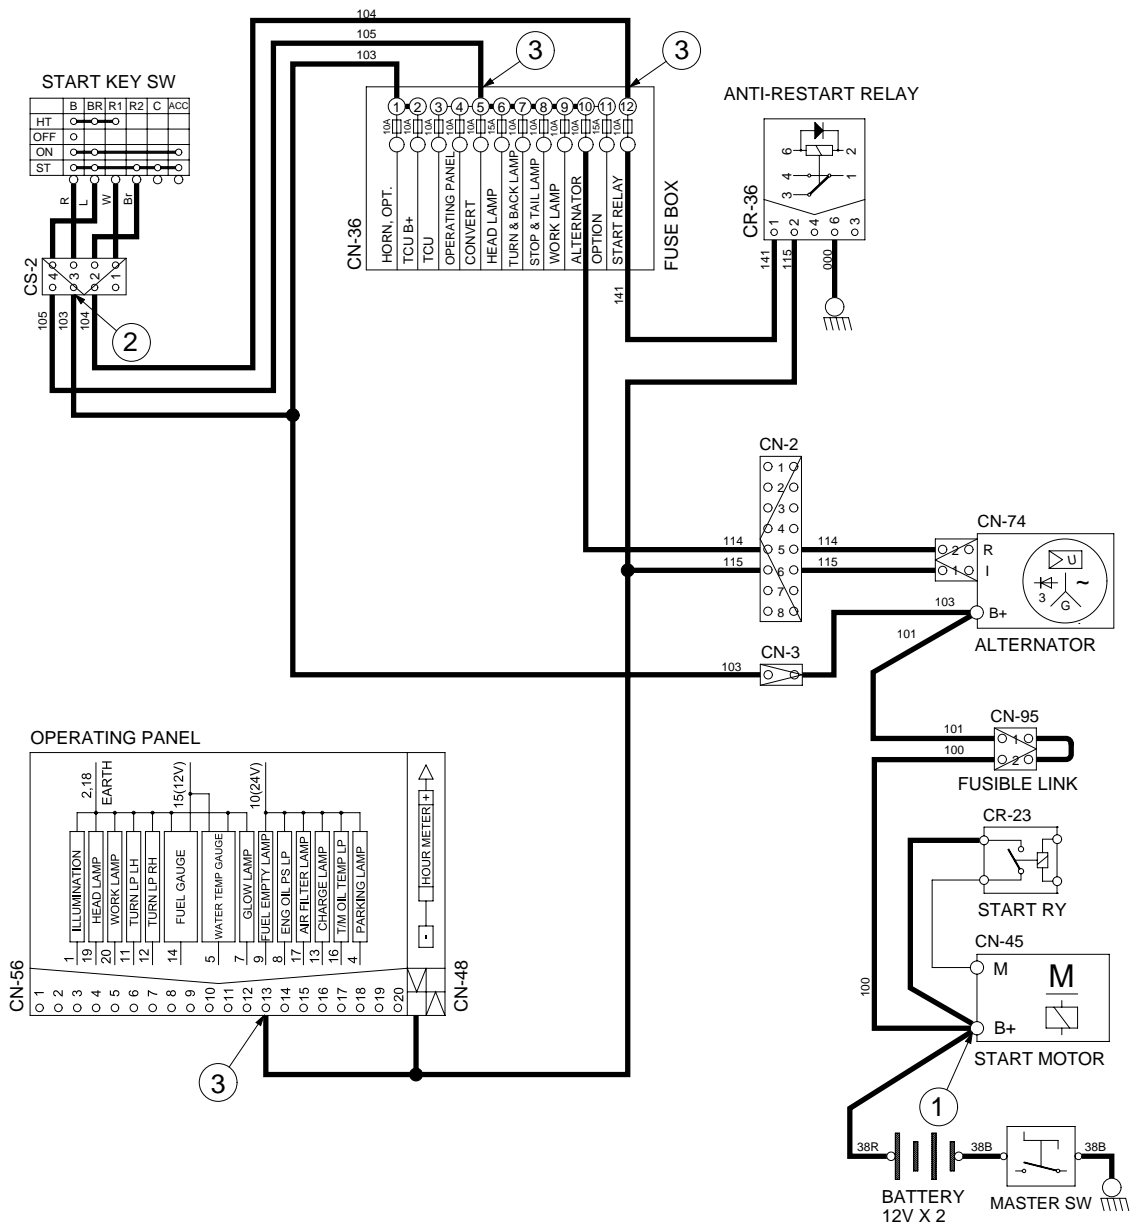 104
105
103
3
3
START KEY SW
B BR R1 R2 C ACC
HT
OFF
ON
ST
R
L
W
Br
CS-2
4 3 2 1
105
103
104
2
1 2 3 4 5 6 7 8 9 10 11 12
10A 10A 10A 10A 15A 10A 10A 10A 10A 15A 10A
CN-36
HORN, OPT.
TCU B+
TCU
OPERATING PANEL
CONVERT
HEAD LAMP
TURN & BACK LAMP
STOP & TAIL LAMP
WORK LAMP
ALTERNATOR
OPTION
START RELAY
FUSE BOX
141
ANTI-RESTART RELAY
6 2
4 1
3
CR-36
1 2 4 6 3
141
115
000
CN-2
1
2
3
4
5
6
7
8
114
115
114
115
CN-74
2 R
1 I
U
3
~
G
103
B+
ALTERNATOR
101
CN-3
103
CN-95
101
1
100
2
FUSIBLE LINK
CR-23
START RY
CN-45
M
M
B+
START MOTOR
100
1
38R
BATTERY
12V X 2
38B
MASTER SW
38B
OPERATING PANEL
2,18
EARTH
15(12V)
10(24V)
ILLUMINATION
HEAD LAMP
WORK LAMP
TURN LP LH
TURN LP RH
FUEL GAUGE
WATER TEMP GAUGE
GLOW LAMP
FUEL EMPTY LAMP
ENG OIL PS LP
AIR FILTER LAMP
CHARGE LAMP
T/M OIL TEMP LP
PARKING LAMP
- HOUR METER +
1 19 20 11 12 14 5 7 9 8 17 13 16 4
CN-56
1 2 3 4 5 6 7 8 9 10 11 12 13 14 15 16 17 18 19 20
CN-48
3